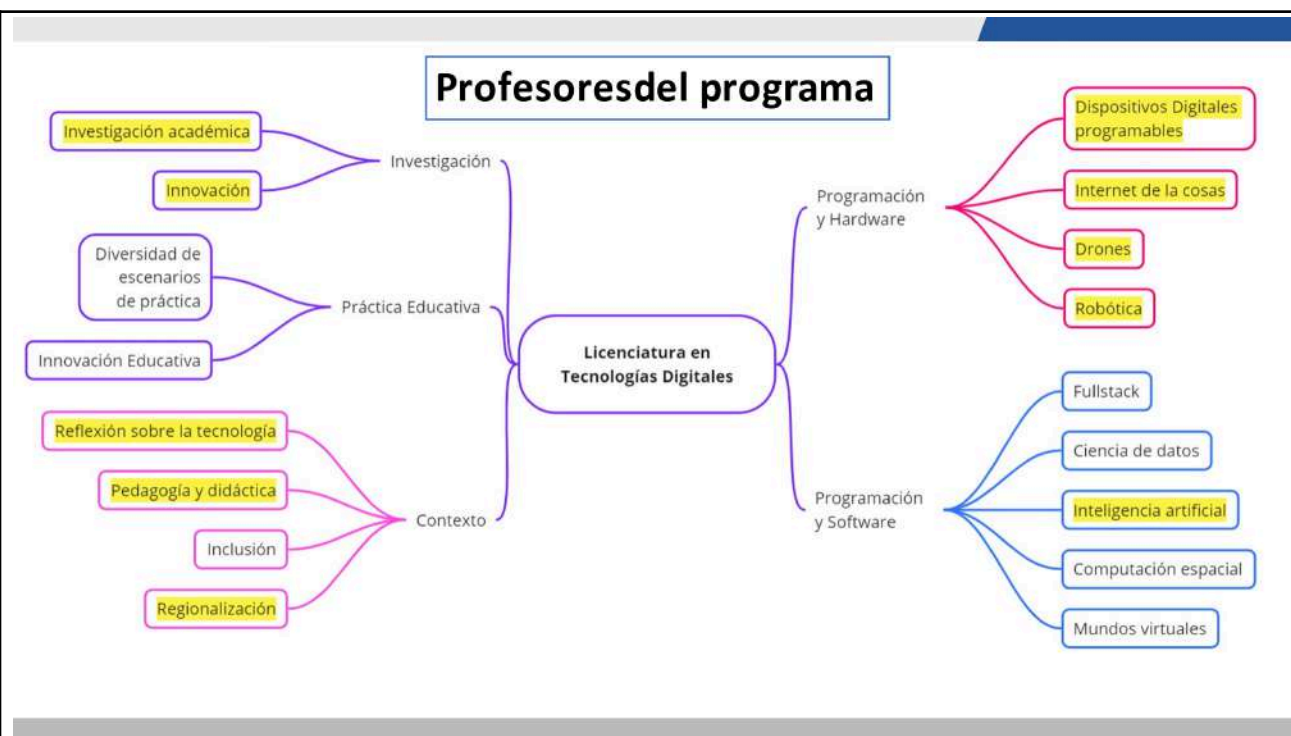 Profesoresdel programa
Investigación académica
Innovación
Investigación
Diversidad de
escenarios
de práctica
Innovación Educativa
Práctica Educativa
Reflexión sobre la tecnología
Pedagogía y didáctica
Inclusión
Regionalización
Contexto
Licenciatura en
Tecnologías Digitales
Programación
y Hardware
Dispositivos Digitales
programables
Internet de la cosas
Drones
Robótica
Programación
y Software
Fullstack
Ciencia de datos
Inteligencia artificial
Computación espacial
Mundos virtuales